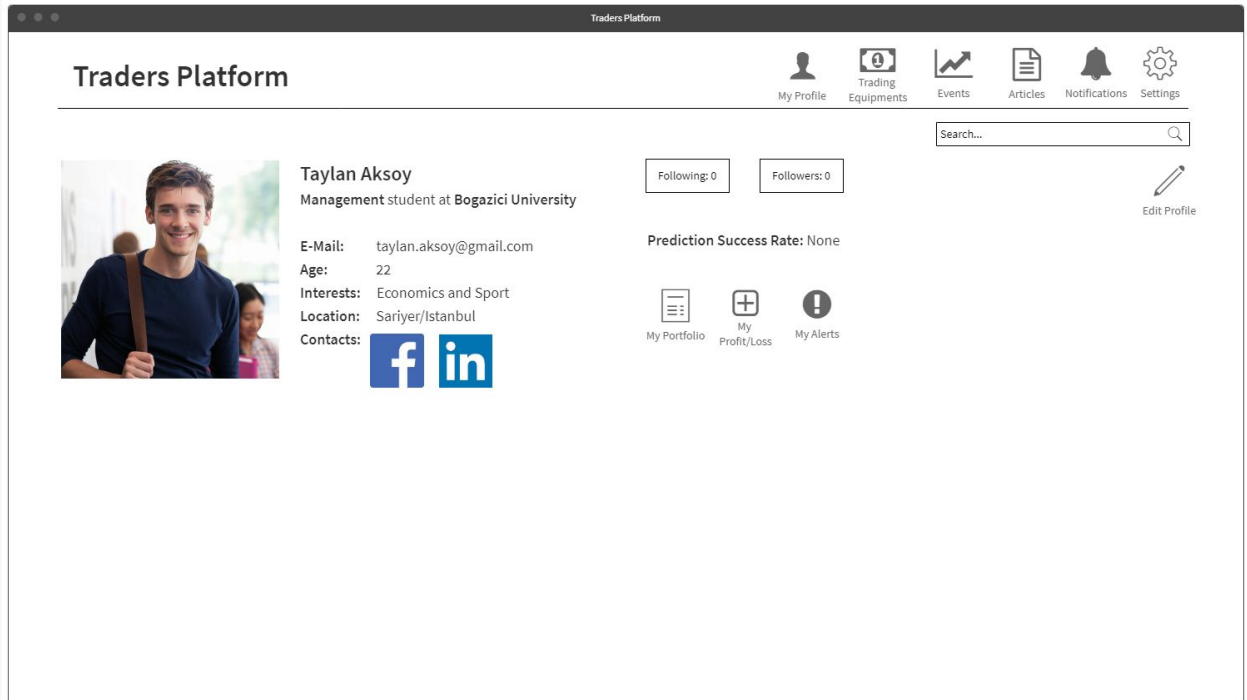 Traders Platform
Traders Platform
My Profile
Trading
Equipments
Events
Articles
Notifications
Settings
Search...
Taylan Aksoy
Management student at Bogazici University
Following: 0
Followers: 0
Edit Profile
E-Mail: taylan.aksoy@gmail.com
Prediction Success Rate: None
Age: 22
Interests: Economics and Sport
Location: Sariyer/Istanbul
Contacts:
f
in
My Portfolio
My
Profit/Loss
My Alerts